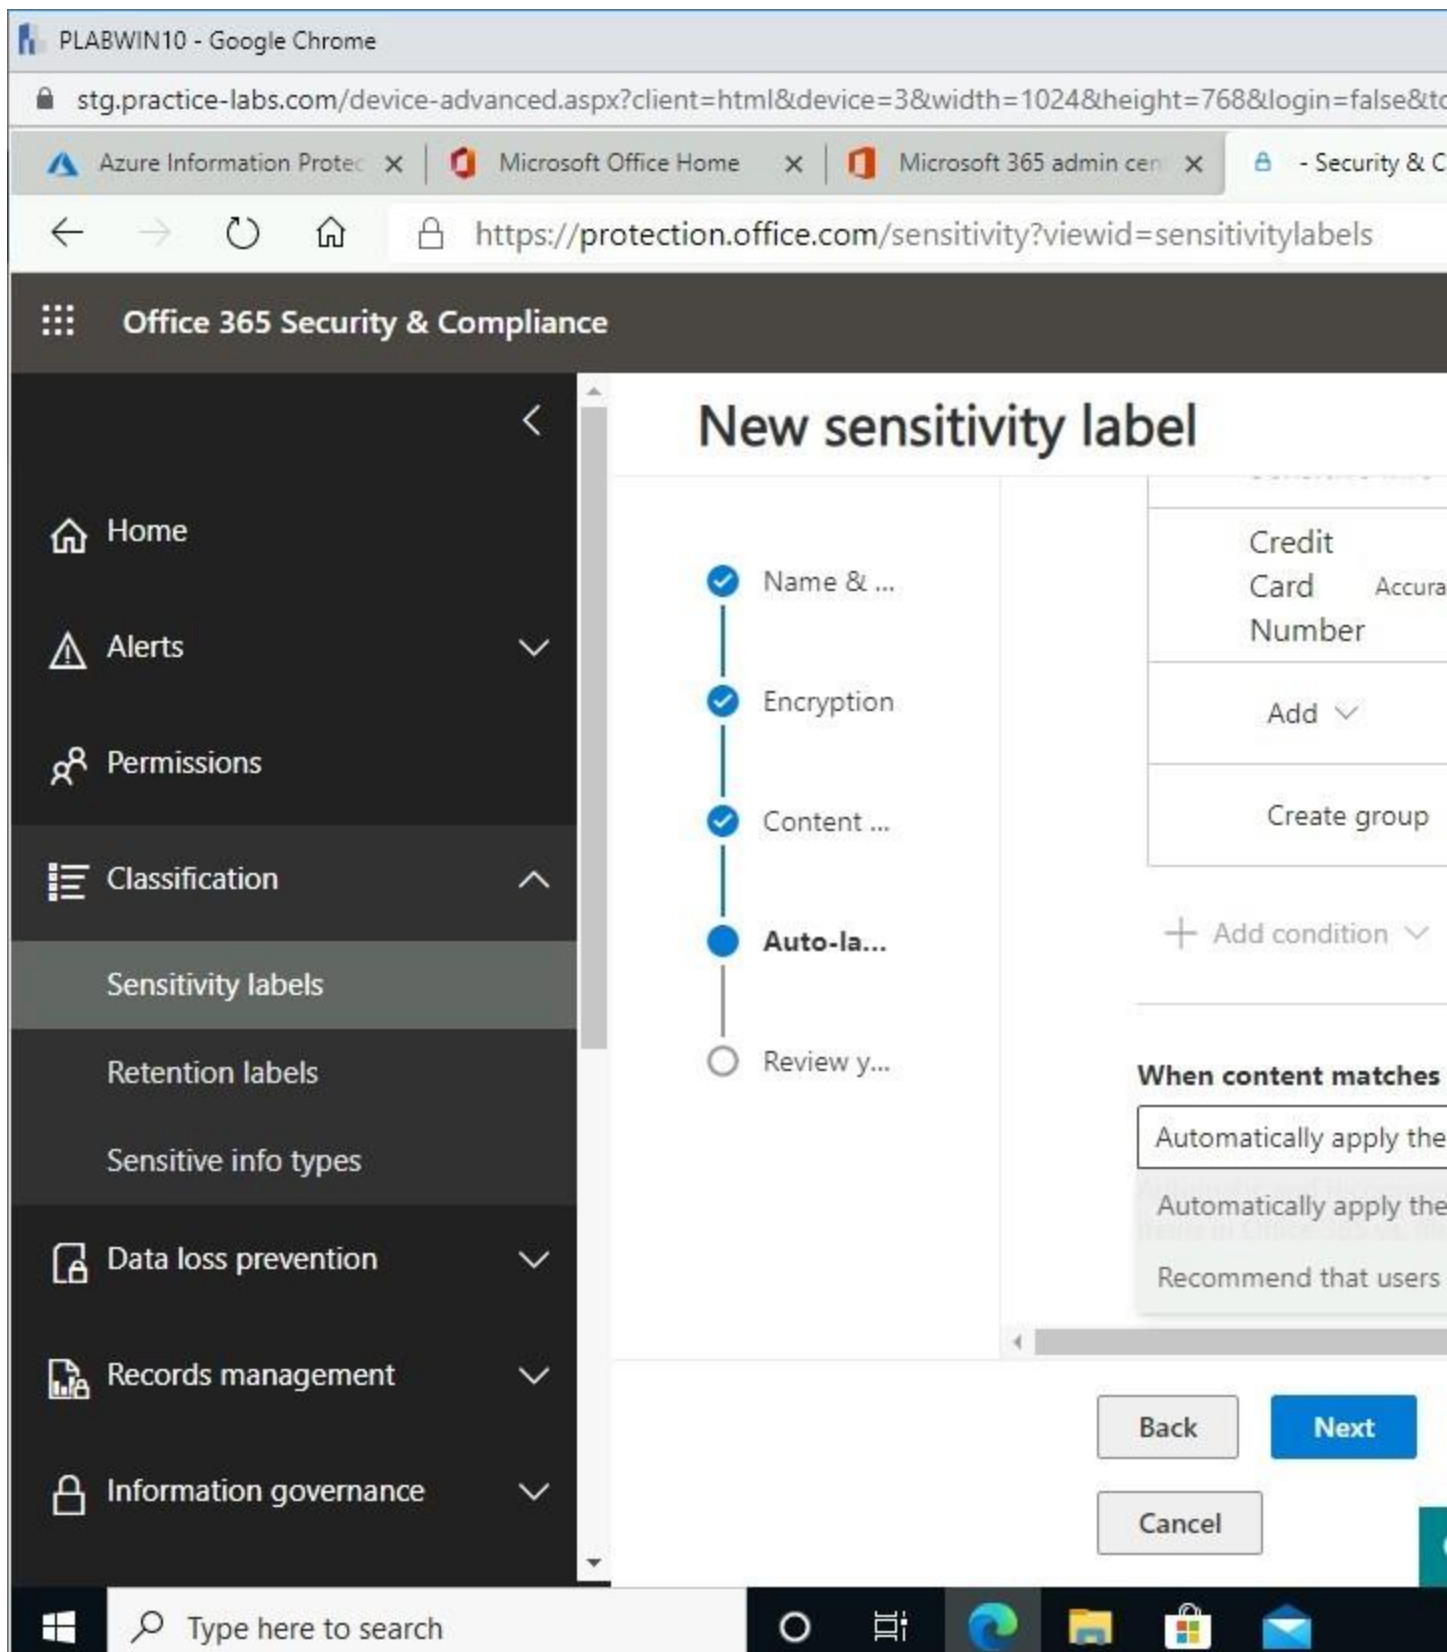 PLABWIN10 - Google Chrome
stg.practice-labs.com/device-advanced.aspx?client=html&device=3&width=1024&height=768&login=false&to
Azure Information Protec
Microsoft Office Home
Microsoft 365 admin cen
- Security & C
https://protection.office.com/sensitivity?viewid=sensitivitylabels
Office 365 Security & Compliance
Home
Alerts
Permissions
Classification
Sensitivity labels
Retention labels
Sensitive info types
Data loss prevention
Records management
Information governance
New sensitivity label
Name & ...
Encryption
Content ...
Auto-la...
Review y...
Credit
Card Accura
Number
Add
Create group
Add condition
When content matches
Automatically apply the
Automatically apply the
Recommend that users
Back
Next
Cancel
Type here to search